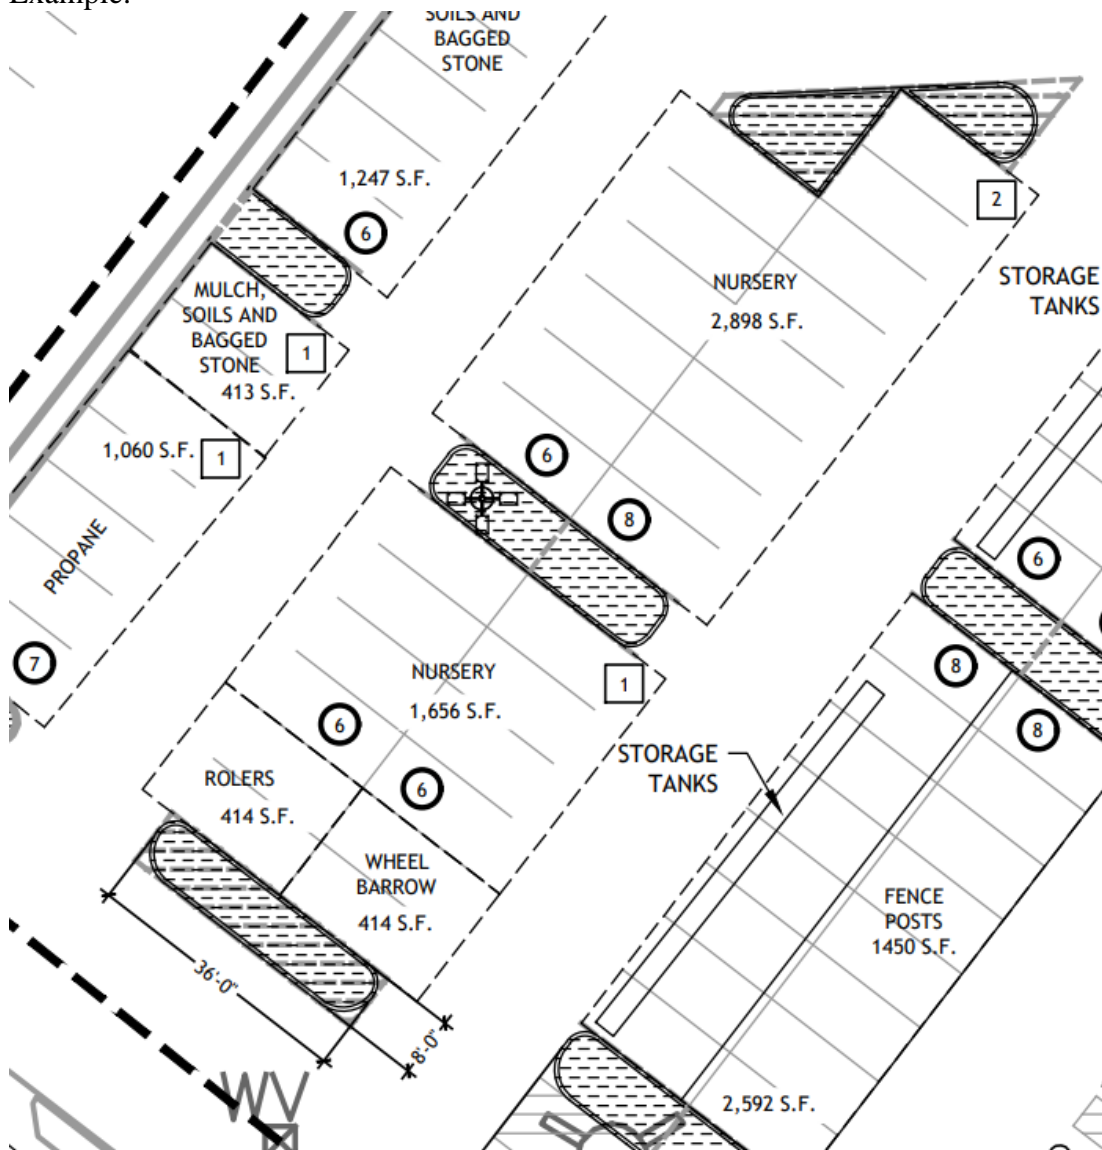 Example:
SOILS AND
BAGGED
STONE
1,247 S.F.
6
2
MULCH,
SOILS AND
BAGGED
STONE
413 S.F.
1
NURSERY
2,898 S.F.
STORAGE
TANKS
1,060 S.F.
1
PROPANE
7
6
8
6
8
8
NURSERY
1,656 S.F.
1
6
6
ROLERS
414 S.F.
WHEEL
BARROW
414 S.F.
STORAGE
TANKS
FENCE
POSTS
1450 S.F.
36'-0"
8'-0"
WV
2,592 S.F.